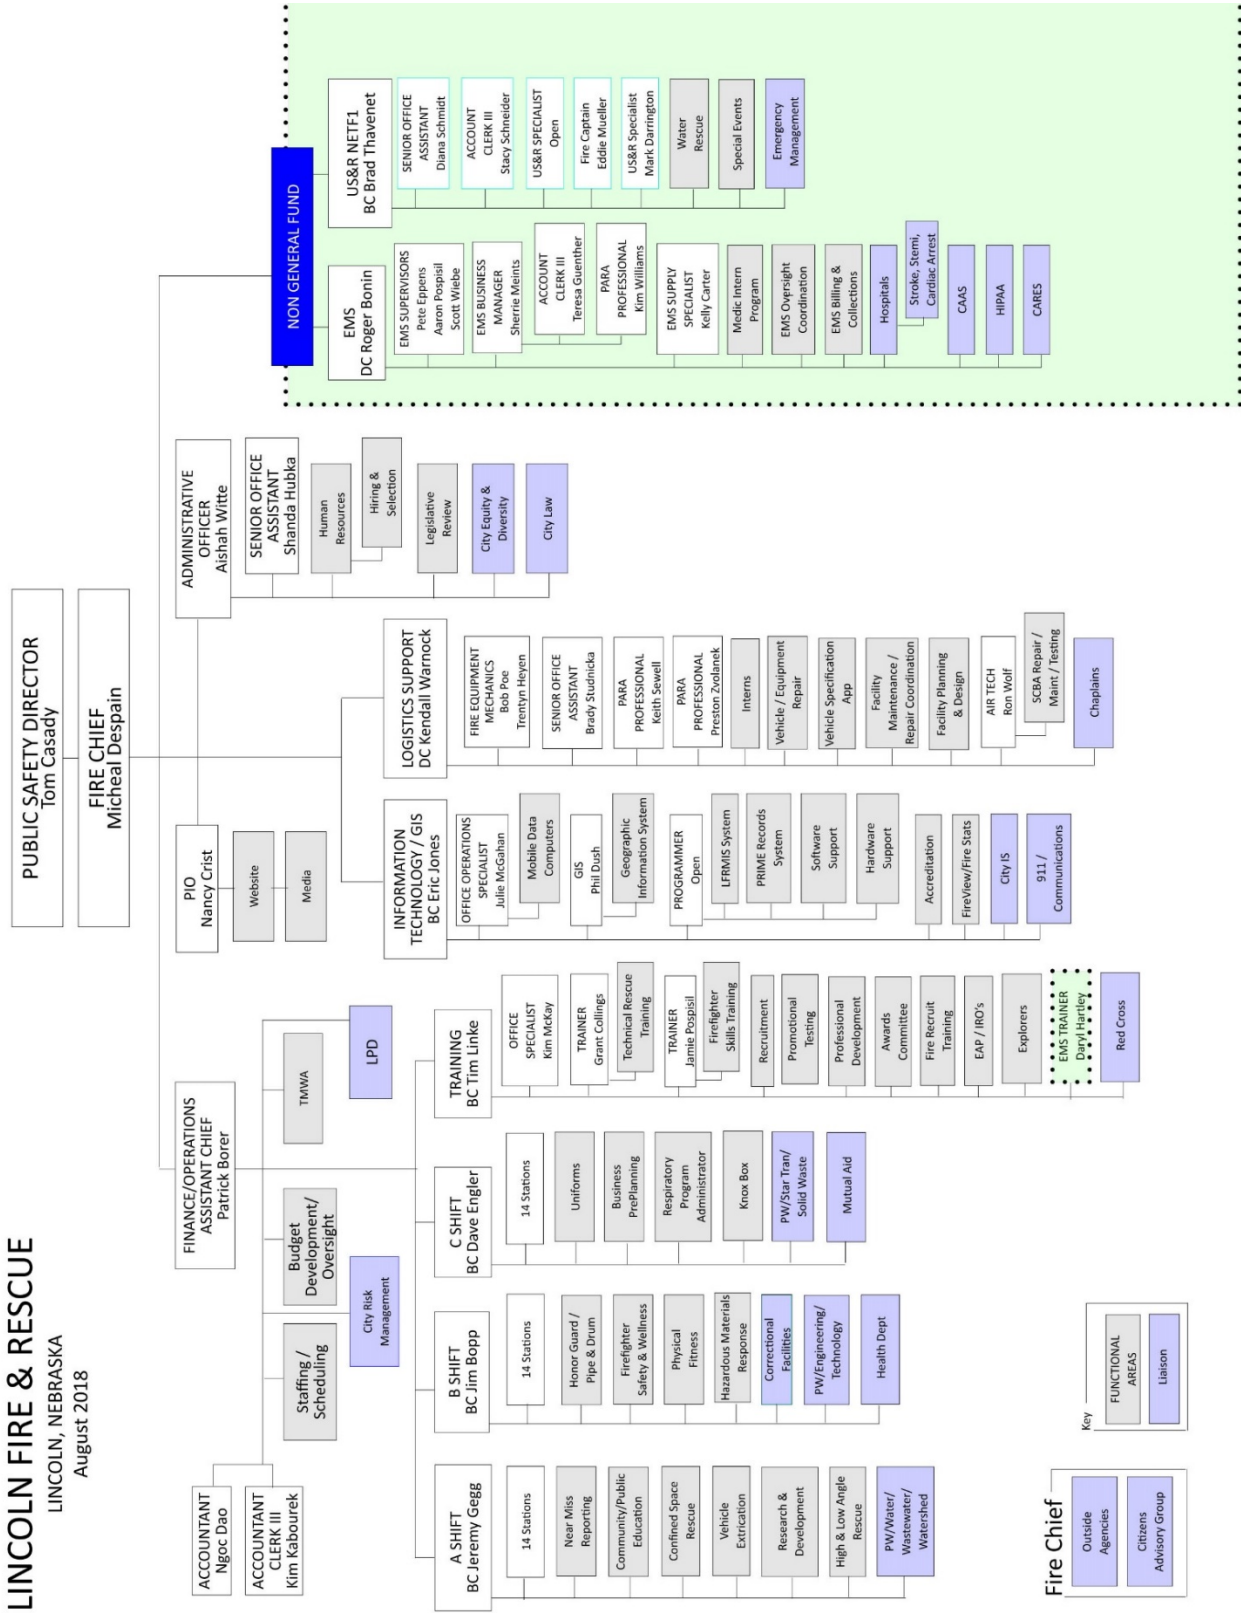 LINCOLN FIRE & RESCUE
LINCOLN, NEBRASKA
August 2018
PUBLIC SAFETY DIRECTOR
Tom Casady
FIRE CHIEF
Micheal Despain
FINANCE/OPERATIONS
ASSISTANT CHIEF
Patrick Borer
ACCOUNTANT
Ngoc Dao
ACCOUNTANT
CLERK III
Kim Kabourek
Staffing /
Scheduling
Budget
Development/
Oversight
TMWA
City Risk
Management
LPD
PIO
Nancy Crist
Website
Media
ADMINISTRATIVE
OFFICER
Aishah Witte
SENIOR OFFICE
ASSISTANT
Shanda Hubka
Human
Resources
Hiring &
Selection
Legislative
Review
City Equity &
Diversity
City Law
A SHIFT
BC Jeremy Gegg
14 Stations
Near Miss
Reporting
Community/Public
Education
Confined Space
Rescue
Vehicle
Extrication
Research &
Development
High & Low Angle
Rescue
PW/Water/
Wastewater/
Watershed
B SHIFT
BC Jim Bopp
14 Stations
Honor Guard /
Pipe & Drum
Firefighter
Safety & Wellness
Physical
Fitness
Hazardous Materials
Response
Correctional
Facilities
PW/Engineering/
Technology
Health Dept
C SHIFT
BC Dave Engler
14 Stations
Uniforms
Business
PrePlanning
Respiratory
Program
Administrator
Knox Box
PW/Star Tran/
Solid Waste
Mutual Aid
TRAINING
BC Tim Linke
OFFICE
SPECIALIST
Kim McKay
TRAINER
Grant Collings
Technical Rescue
Training
TRAINER
Jamie Pospisil
Firefighter
Skills Training
Recruitment
Promotional
Testing
Professional
Development
Awards
Committee
Fire Recruit
Training
EAP / IRO's
Explorers
EMS TRAINER
Daryl Hartley
Red Cross
INFORMATION
TECHNOLOGY / GIS
BC Eric Jones
OFFICE OPERATIONS
SPECIALIST
Julie McGahan
Mobile Data
Computers
GIS
Phil Dush
Geographic
Information System
PROGRAMMER
Open
LFRMIS System
PRIME Records
System
Software
Support
Hardware
Support
Accreditation
FireView/Fire Stats
City IS
911 /
Communications
LOGISTICS SUPPORT
DC Kendall Warnock
FIRE EQUIPMENT
MECHANICS
Bob Poe
Trentyn Heyen
SENIOR OFFICE
ASSISTANT
Brady Studnicka
PARA
PROFESSIONAL
Keith Sewell
PARA
PROFESSIONAL
Preston Zvolanek
Interns
Vehicle / Equipment
Repair
Vehicle Specification
App
Facility
Maintenance /
Repair Coordination
Facility Planning
& Design
AIR TECH
Ron Wolf
SCBA Repair /
Maint / Testing
Chaplains
NON GENERAL FUND
EMS
DC Roger Bonin
EMS SUPERVISORS
Pete Eppens
Aaron Pospisil
Scott Wiebe
EMS BUSINESS
MANAGER
Sherrie Meints
ACCOUNT
CLERK III
Teresa Guenther
PARA
PROFESSIONAL
Kim Williams
EMS SUPPLY
SPECIALIST
Kelly Carter
Medic Intern
Program
EMS Oversight
Coordination
EMS Billing &
Collections
Hospitals
Stroke, Stemi,
Cardiac Arrest
CAAS
HIPAA
CARES
US&R NETF1
BC Brad Thavenet
SENIOR OFFICE
ASSISTANT
Diana Schmidt
ACCOUNT
CLERK III
Stacy Schneider
US&R SPECIALIST
Open
Fire Captain
Eddie Mueller
US&R Specialist
Mark Darrington
Water
Rescue
Special Events
Emergency
Management
Fire Chief
Outside
Agencies
Citizens
Advisory Group
Key
FUNCTIONAL
AREAS
Liaison